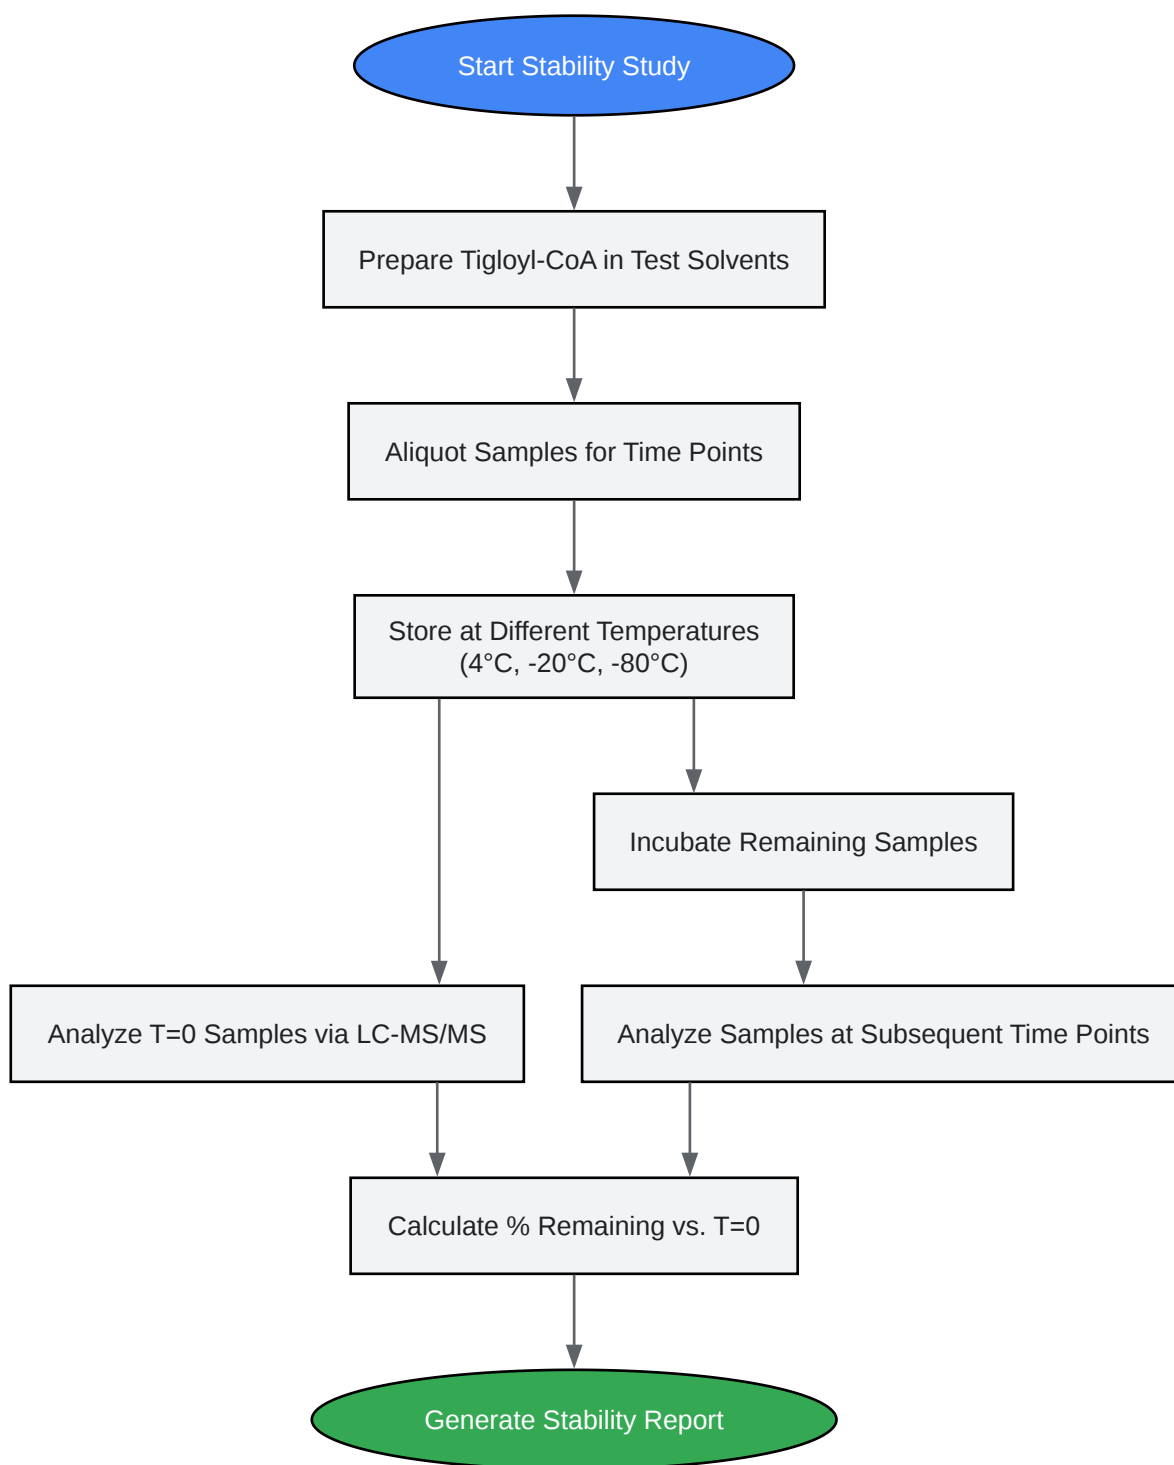 Start Stability Study
Prepare Tigloyl-CoA in Test Solvents
Aliquot Samples for Time Points
Store at Different Temperatures
(4°C, -20°C, -80°C)
Incubate Remaining Samples
Analyze T=0 Samples via LC-MS/MS
Analyze Samples at Subsequent Time Points
Calculate % Remaining vs. T=0
Generate Stability Report